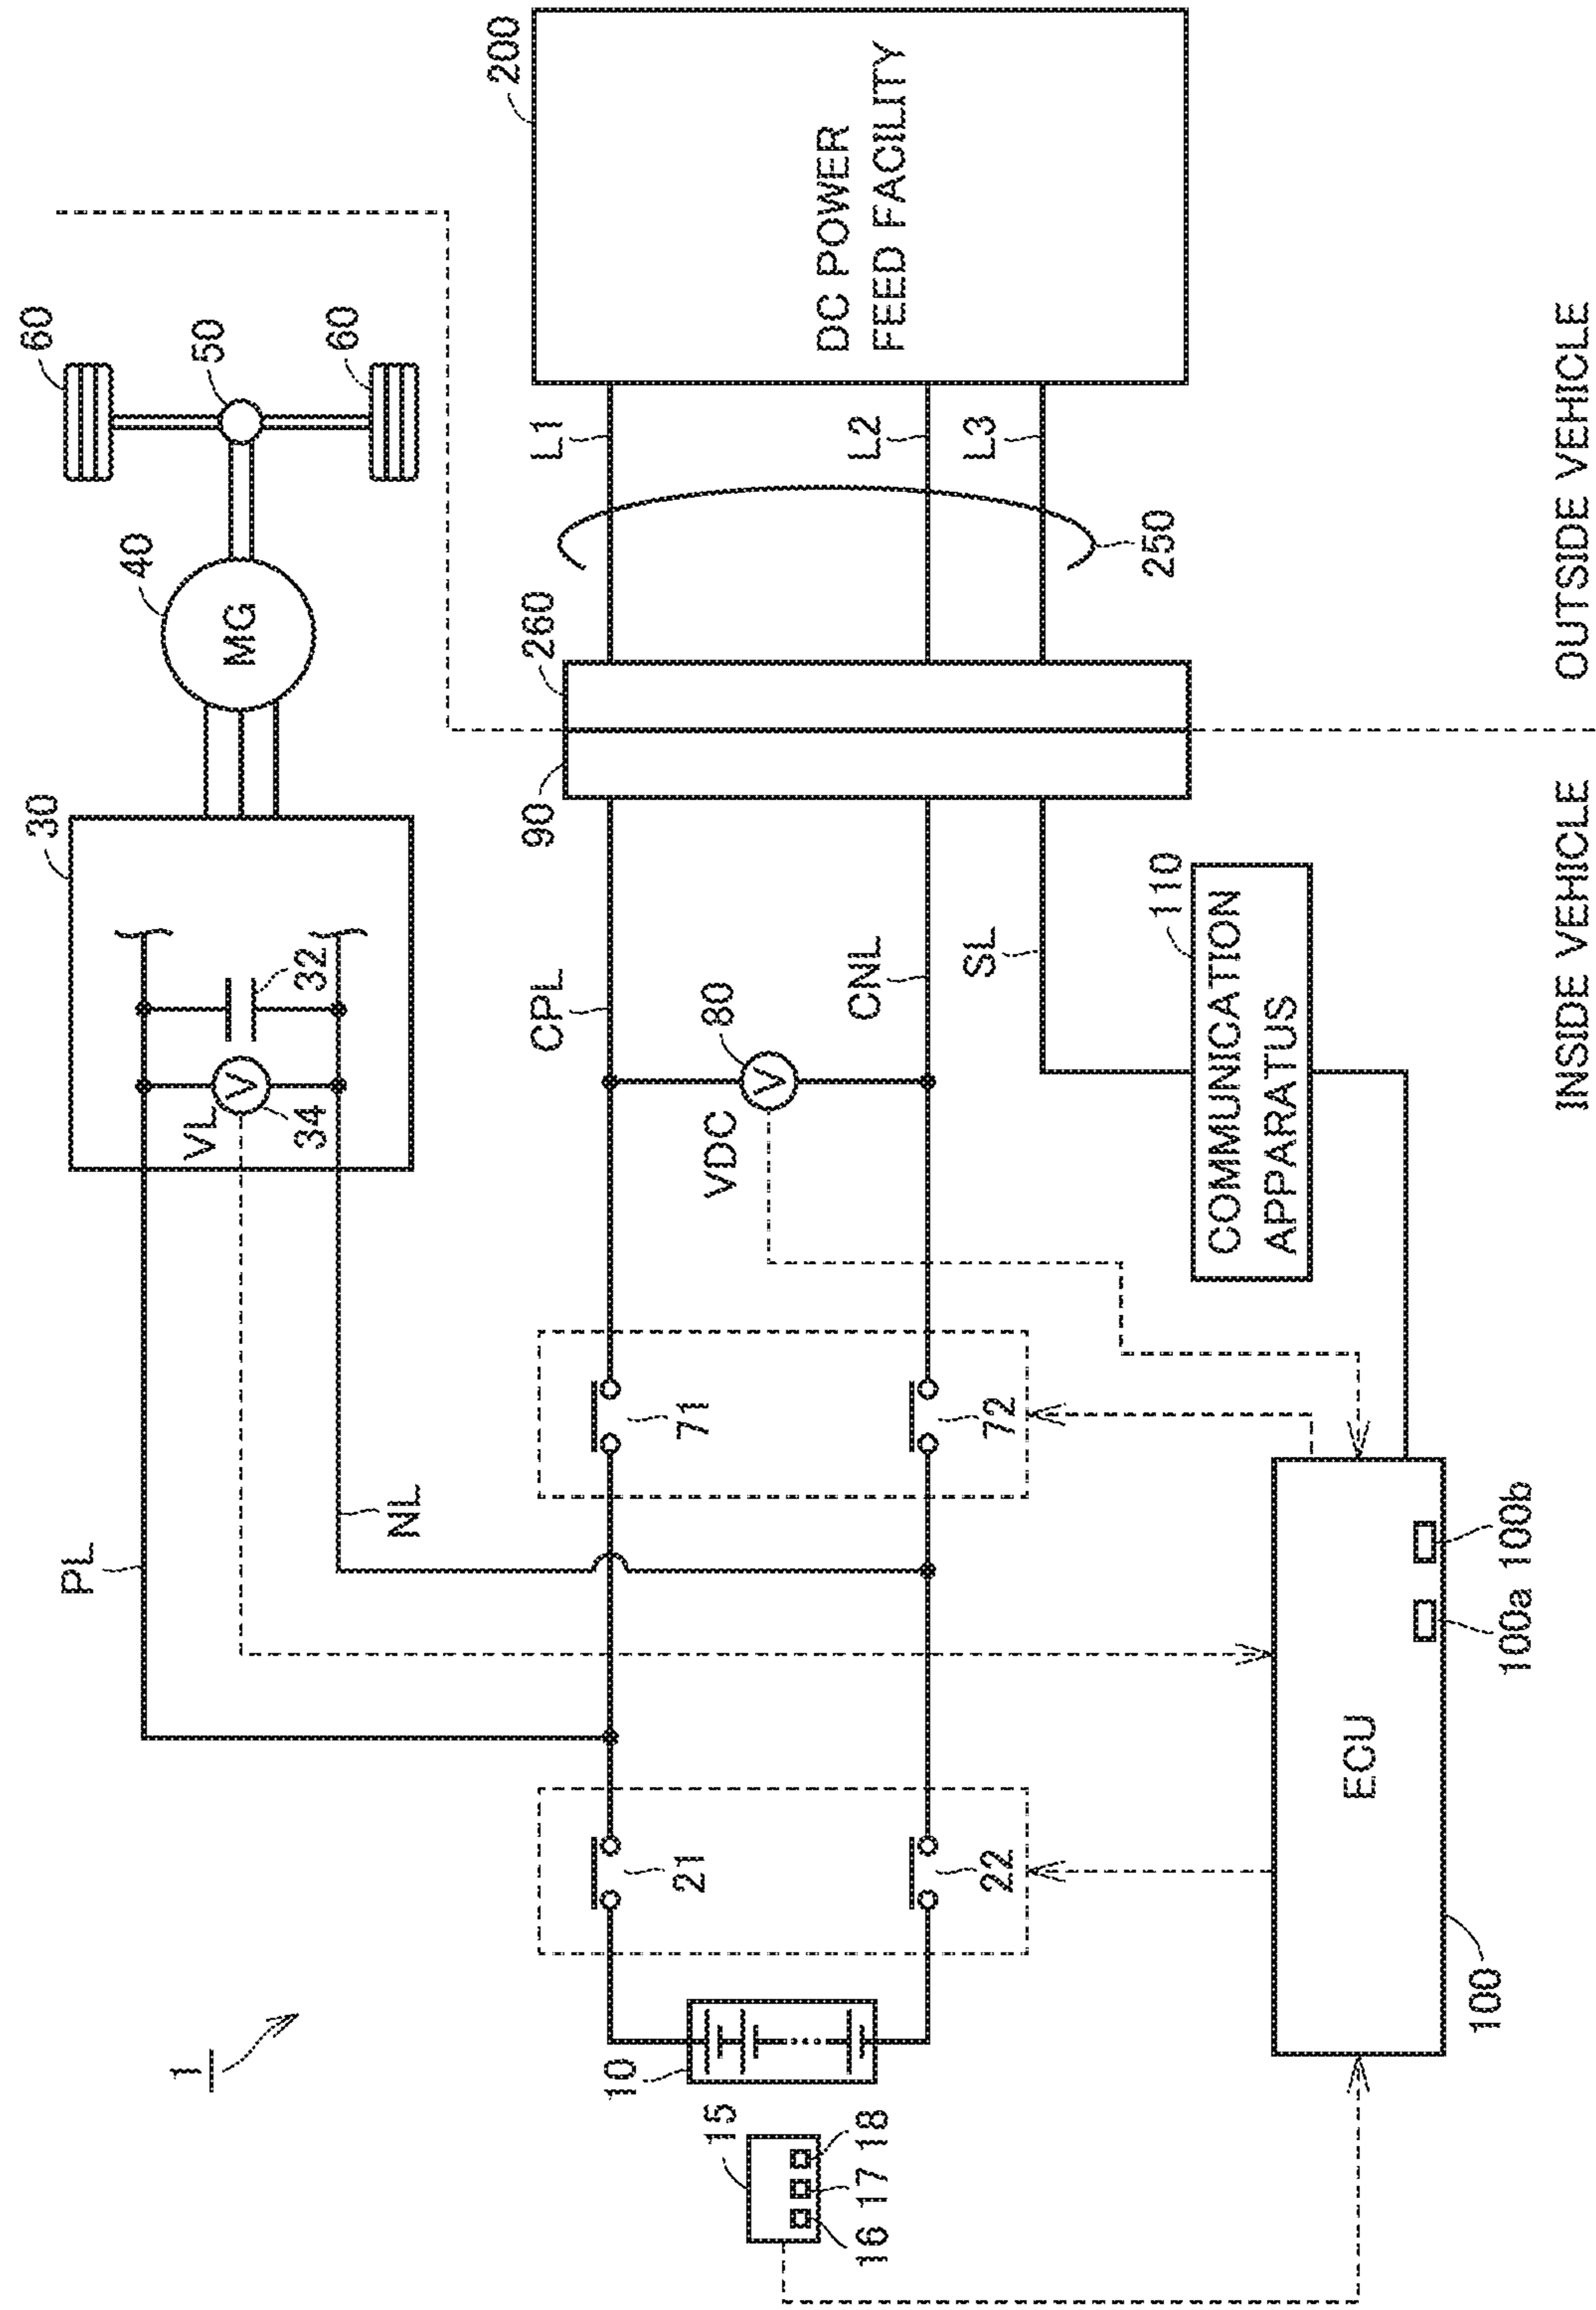 1
PL
NL
30
VL
34
32
40
MG
50
60
60
200
DC POWER
FEED FACILITY
L1
L2
L3
250
260
90
CPL
CNL
SL
80
V
V
VDC
71
72
21
22
10
15
16 17 18
110
COMMUNICATION
APPARATUS
ECU
100
100a 100b
INSIDE VEHICLE
OUTSIDE VEHICLE